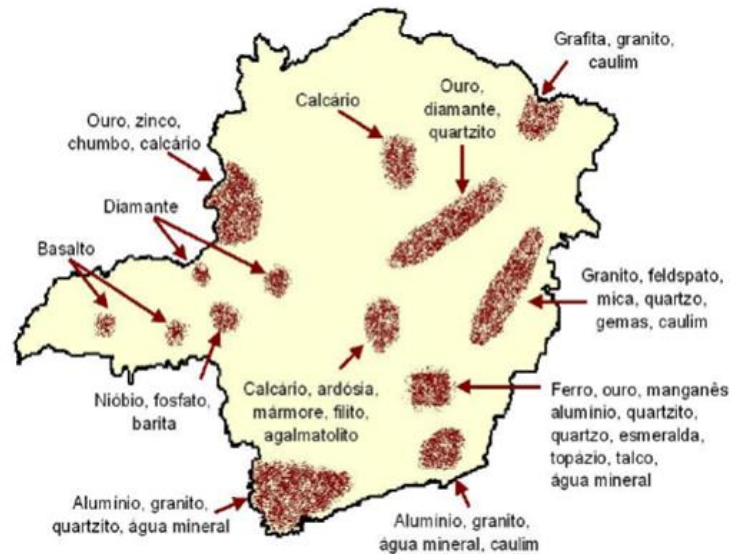 Grafita, granito,
caulim
Ouro,
diamante,
quartzito
Calcário
Ouro, zinco,
chumbo, calcário
Diamante
Basalto
Granito, feldspato,
mica, quartzo,
gemas, caulim
Nióbio, fosfato,
barita
Calcário, ardósia,
mármore, filito,
agalmatolito
Ferro, ouro, manganês
alumínio, quartzito,
quartzo, esmeralda,
topázio, talco,
água mineral
Alumínio, granito,
quartzito, água mineral
Alumínio, granito,
água mineral, caulim